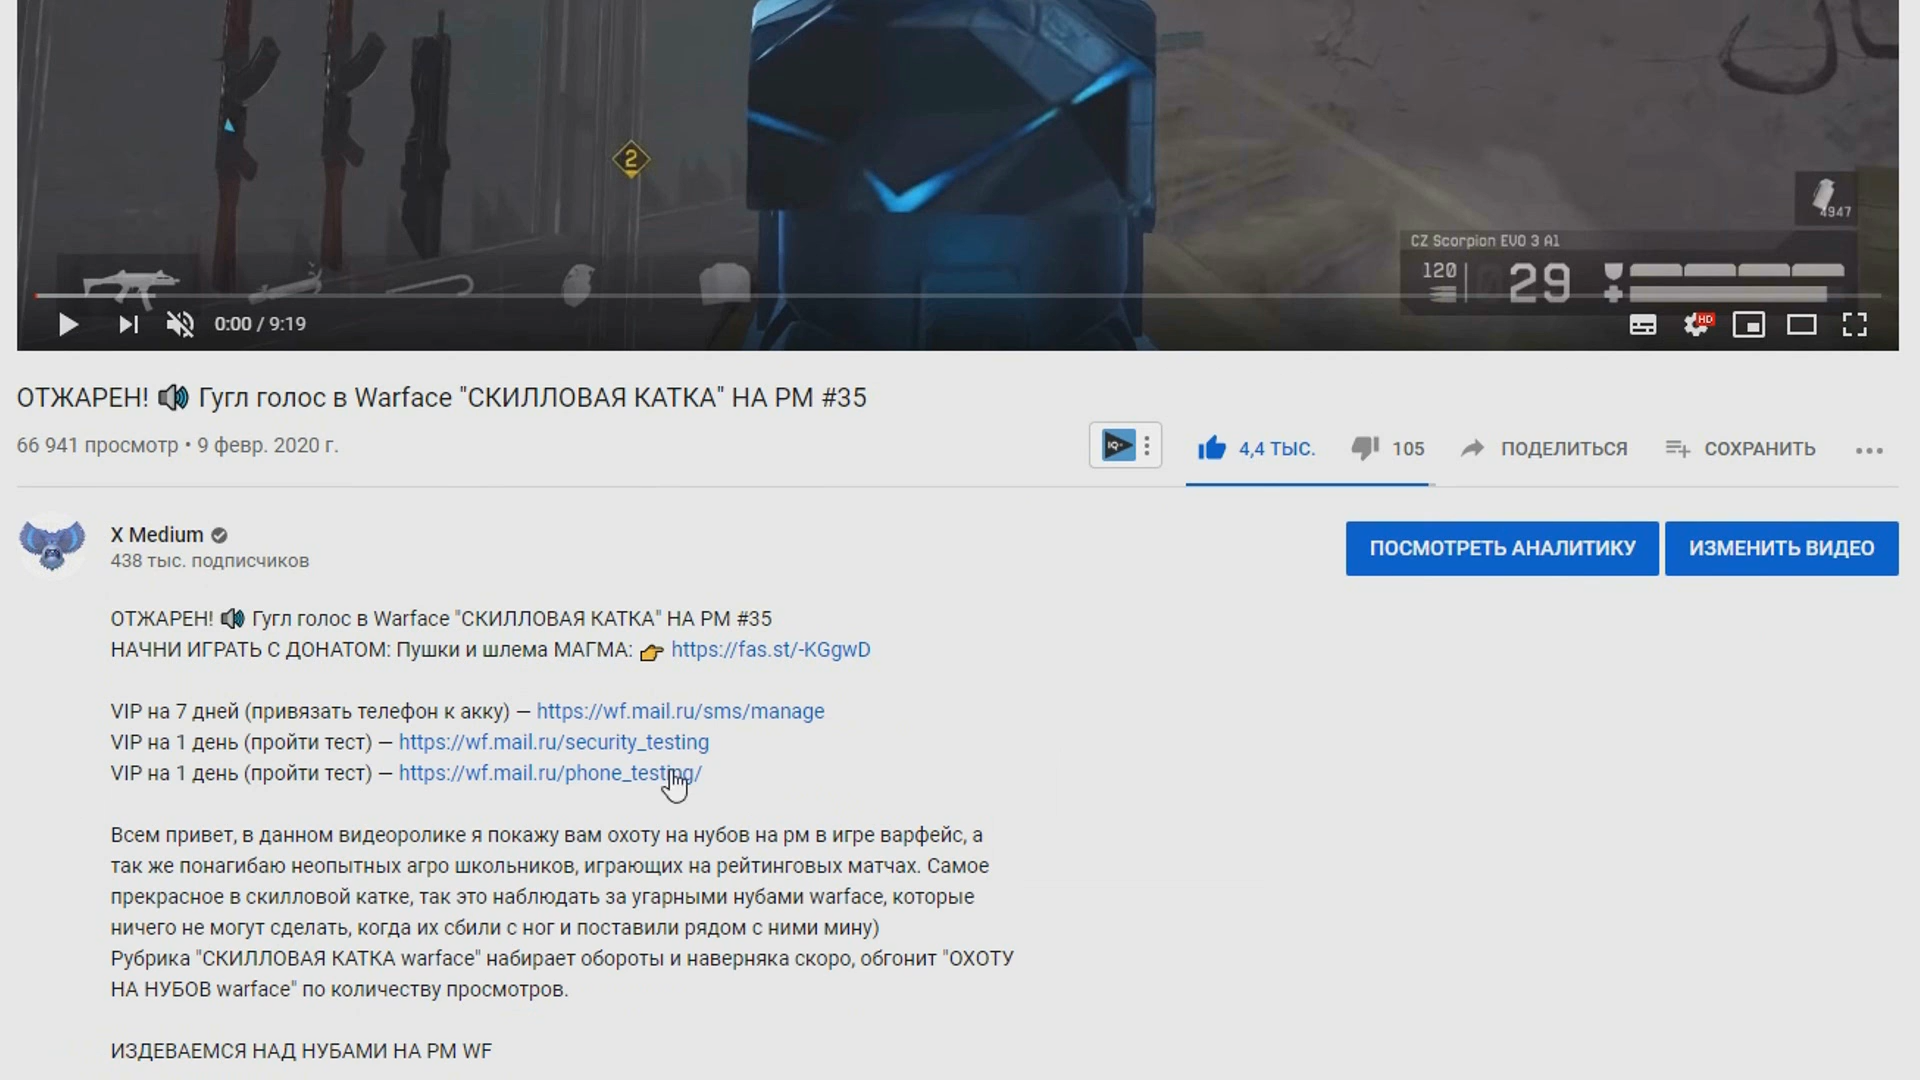 2
4947
CZ Scorpion EVO 3 A1
120
29
0:00 / 9:19
HD
ОТЖАРЕН! 🔊 Гугл голос в Warface "СКИЛЛОВАЯ КАТКА" НА РМ #35
66 941 просмотр • 9 февр. 2020 г.
IQ
4,4 ТЫС.
105
ПОДЕЛИТЬСЯ
СОХРАНИТЬ
X Medium
438 тыс. подписчиков
ПОСМОТРЕТЬ АНАЛИТИКУ
ИЗМЕНИТЬ ВИДЕО
ОТЖАРЕН! 🔊 Гугл голос в Warface "СКИЛЛОВАЯ КАТКА" НА РМ #35
НАЧНИ ИГРАТЬ С ДОНАТОМ: Пушки и шлема МАГМА: 👉 https://fas.st/-KGgwD
VIP на 7 дней (привязать телефон к акку) — https://wf.mail.ru/sms/manage
VIP на 1 день (пройти тест) — https://wf.mail.ru/security_testing
VIP на 1 день (пройти тест) — https://wf.mail.ru/phone_testing/
Всем привет, в данном видеоролике я покажу вам охоту на нубов на рм в игре варфейс, а
так же понагибаю неопытных агро школьников, играющих на рейтинговых матчах. Самое
прекрасное в скилловой катке, так это наблюдать за угарными нубами warface, которые
ничего не могут сделать, когда их сбили с ног и поставили рядом с ними мину)
Рубрика "СКИЛЛОВАЯ КАТКА warface" набирает обороты и наверняка скоро, обгонит "ОХОТУ
НА НУБОВ warface" по количеству просмотров.
ИЗДЕВАЕМСЯ НАД НУБАМИ НА РМ WF